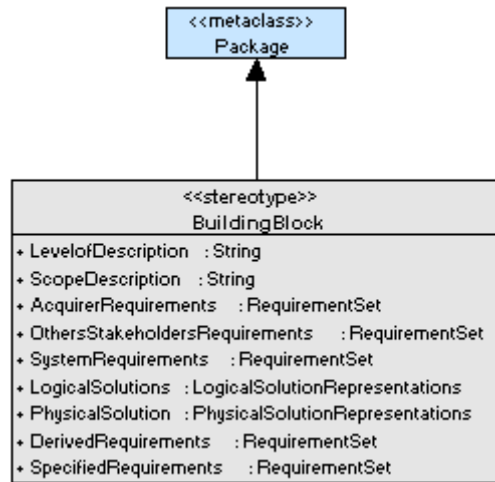 <<metaclass>>
Package
<<stereotype>>
BuildingBlock
+ LevelofDescription : String
+ ScopeDescription : String
+ AcquirerRequirements : RequirementSet
+ OthersStakeholdersRequirements : RequirementSet
+ SystemRequirements : RequirementSet
+ LogicalSolutions : LogicalSolutionRepresentations
+ PhysicalSolution : PhysicalSolutionRepresentations
+ DerivedRequirements : RequirementSet
+ SpecifiedRequirements : RequirementSet